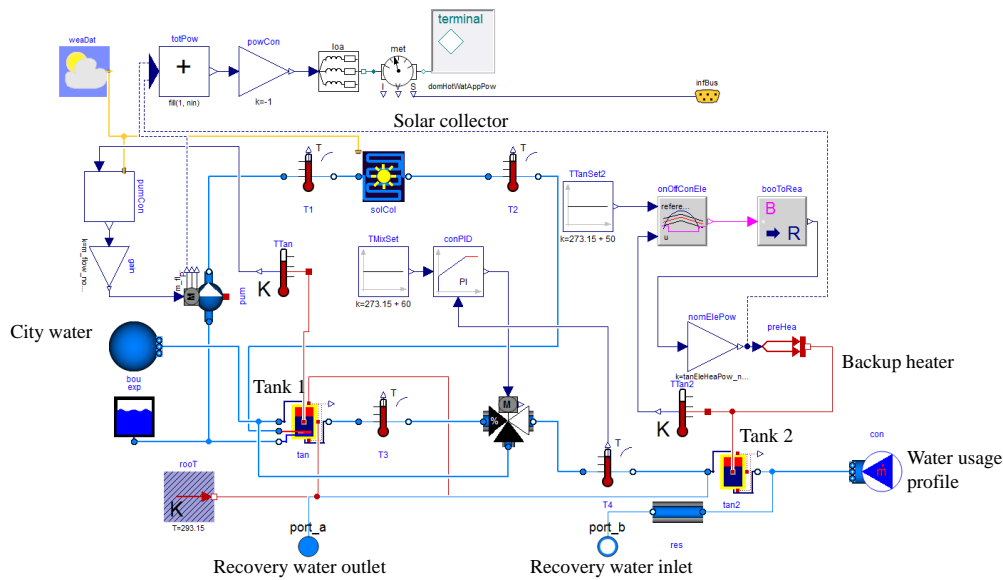 terminal
weaDat
totPow
powCon
loa
met
+
I V S
domHotWatAppPow
infBus
fill(1, nin)
k=-1
Solar collector
T
T
TTanSet2
onOffConEle
booToRea
refere...
B
u
R
pumCon
T1
solCol
T2
k=273.15 + 50
TMixSet
conPID
TTan
gain
k=m_flow_no...
PI
m_fl
M
K
k=273.15 + 60
pum
nomElePow
preHea
City water
Backup heater
bou
exp
Tank 1
k=tanEleHeaPow_n...
TTan2
M
T
%
T
K
Tank 2
con
tan
T3
Water usage
profile
rooT
K
T4
tan2
T=293.15
port_a
port_b
res
Recovery water outlet
Recovery water inlet